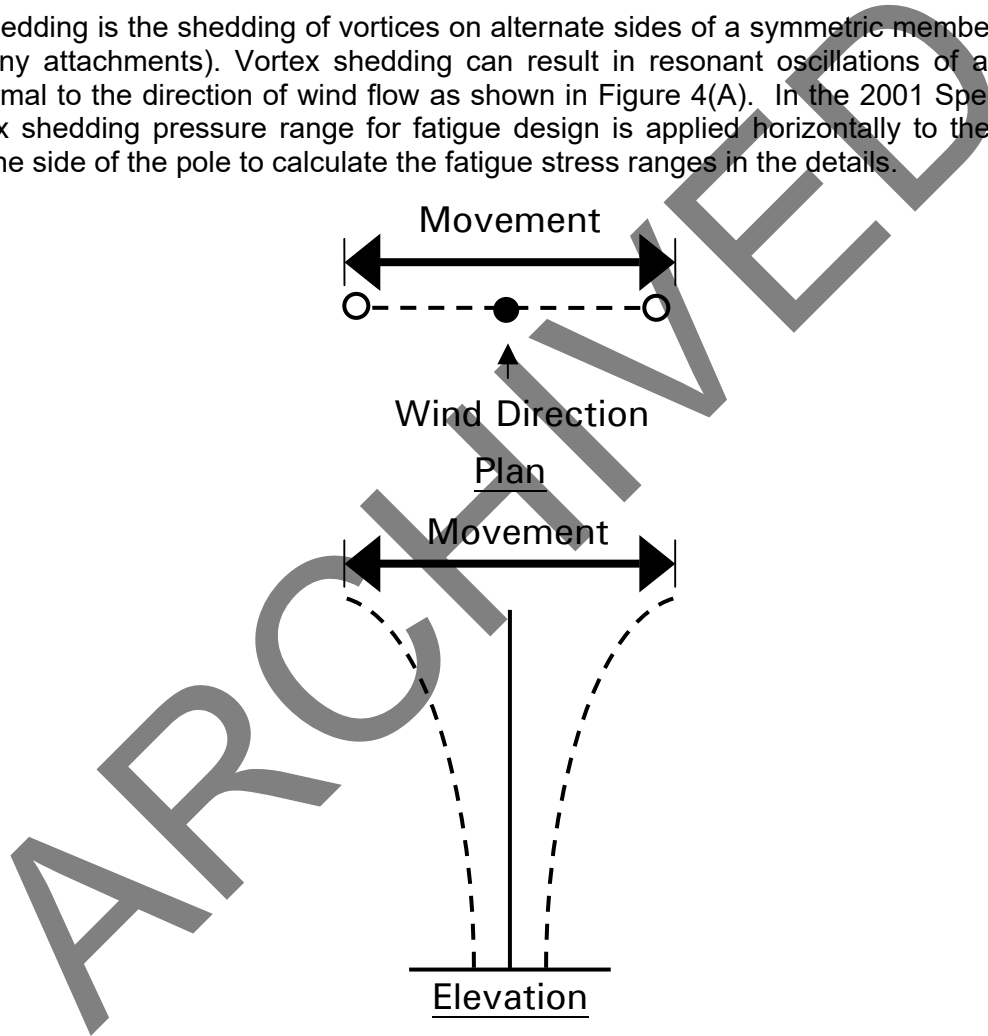 edding is the shedding of vortices on alternate sides of a symmetric membe
ny attachments). Vortex shedding can result in resonant oscillations of a
mal to the direction of wind flow as shown in Figure 4(A). In the 2001 Spe
x shedding pressure range for fatigue design is applied horizontally to the
ne side of the pole to calculate the fatigue stress ranges in the details.
Movement
Wind Direction
Plan
Movement
Elevation
ARCHIVED